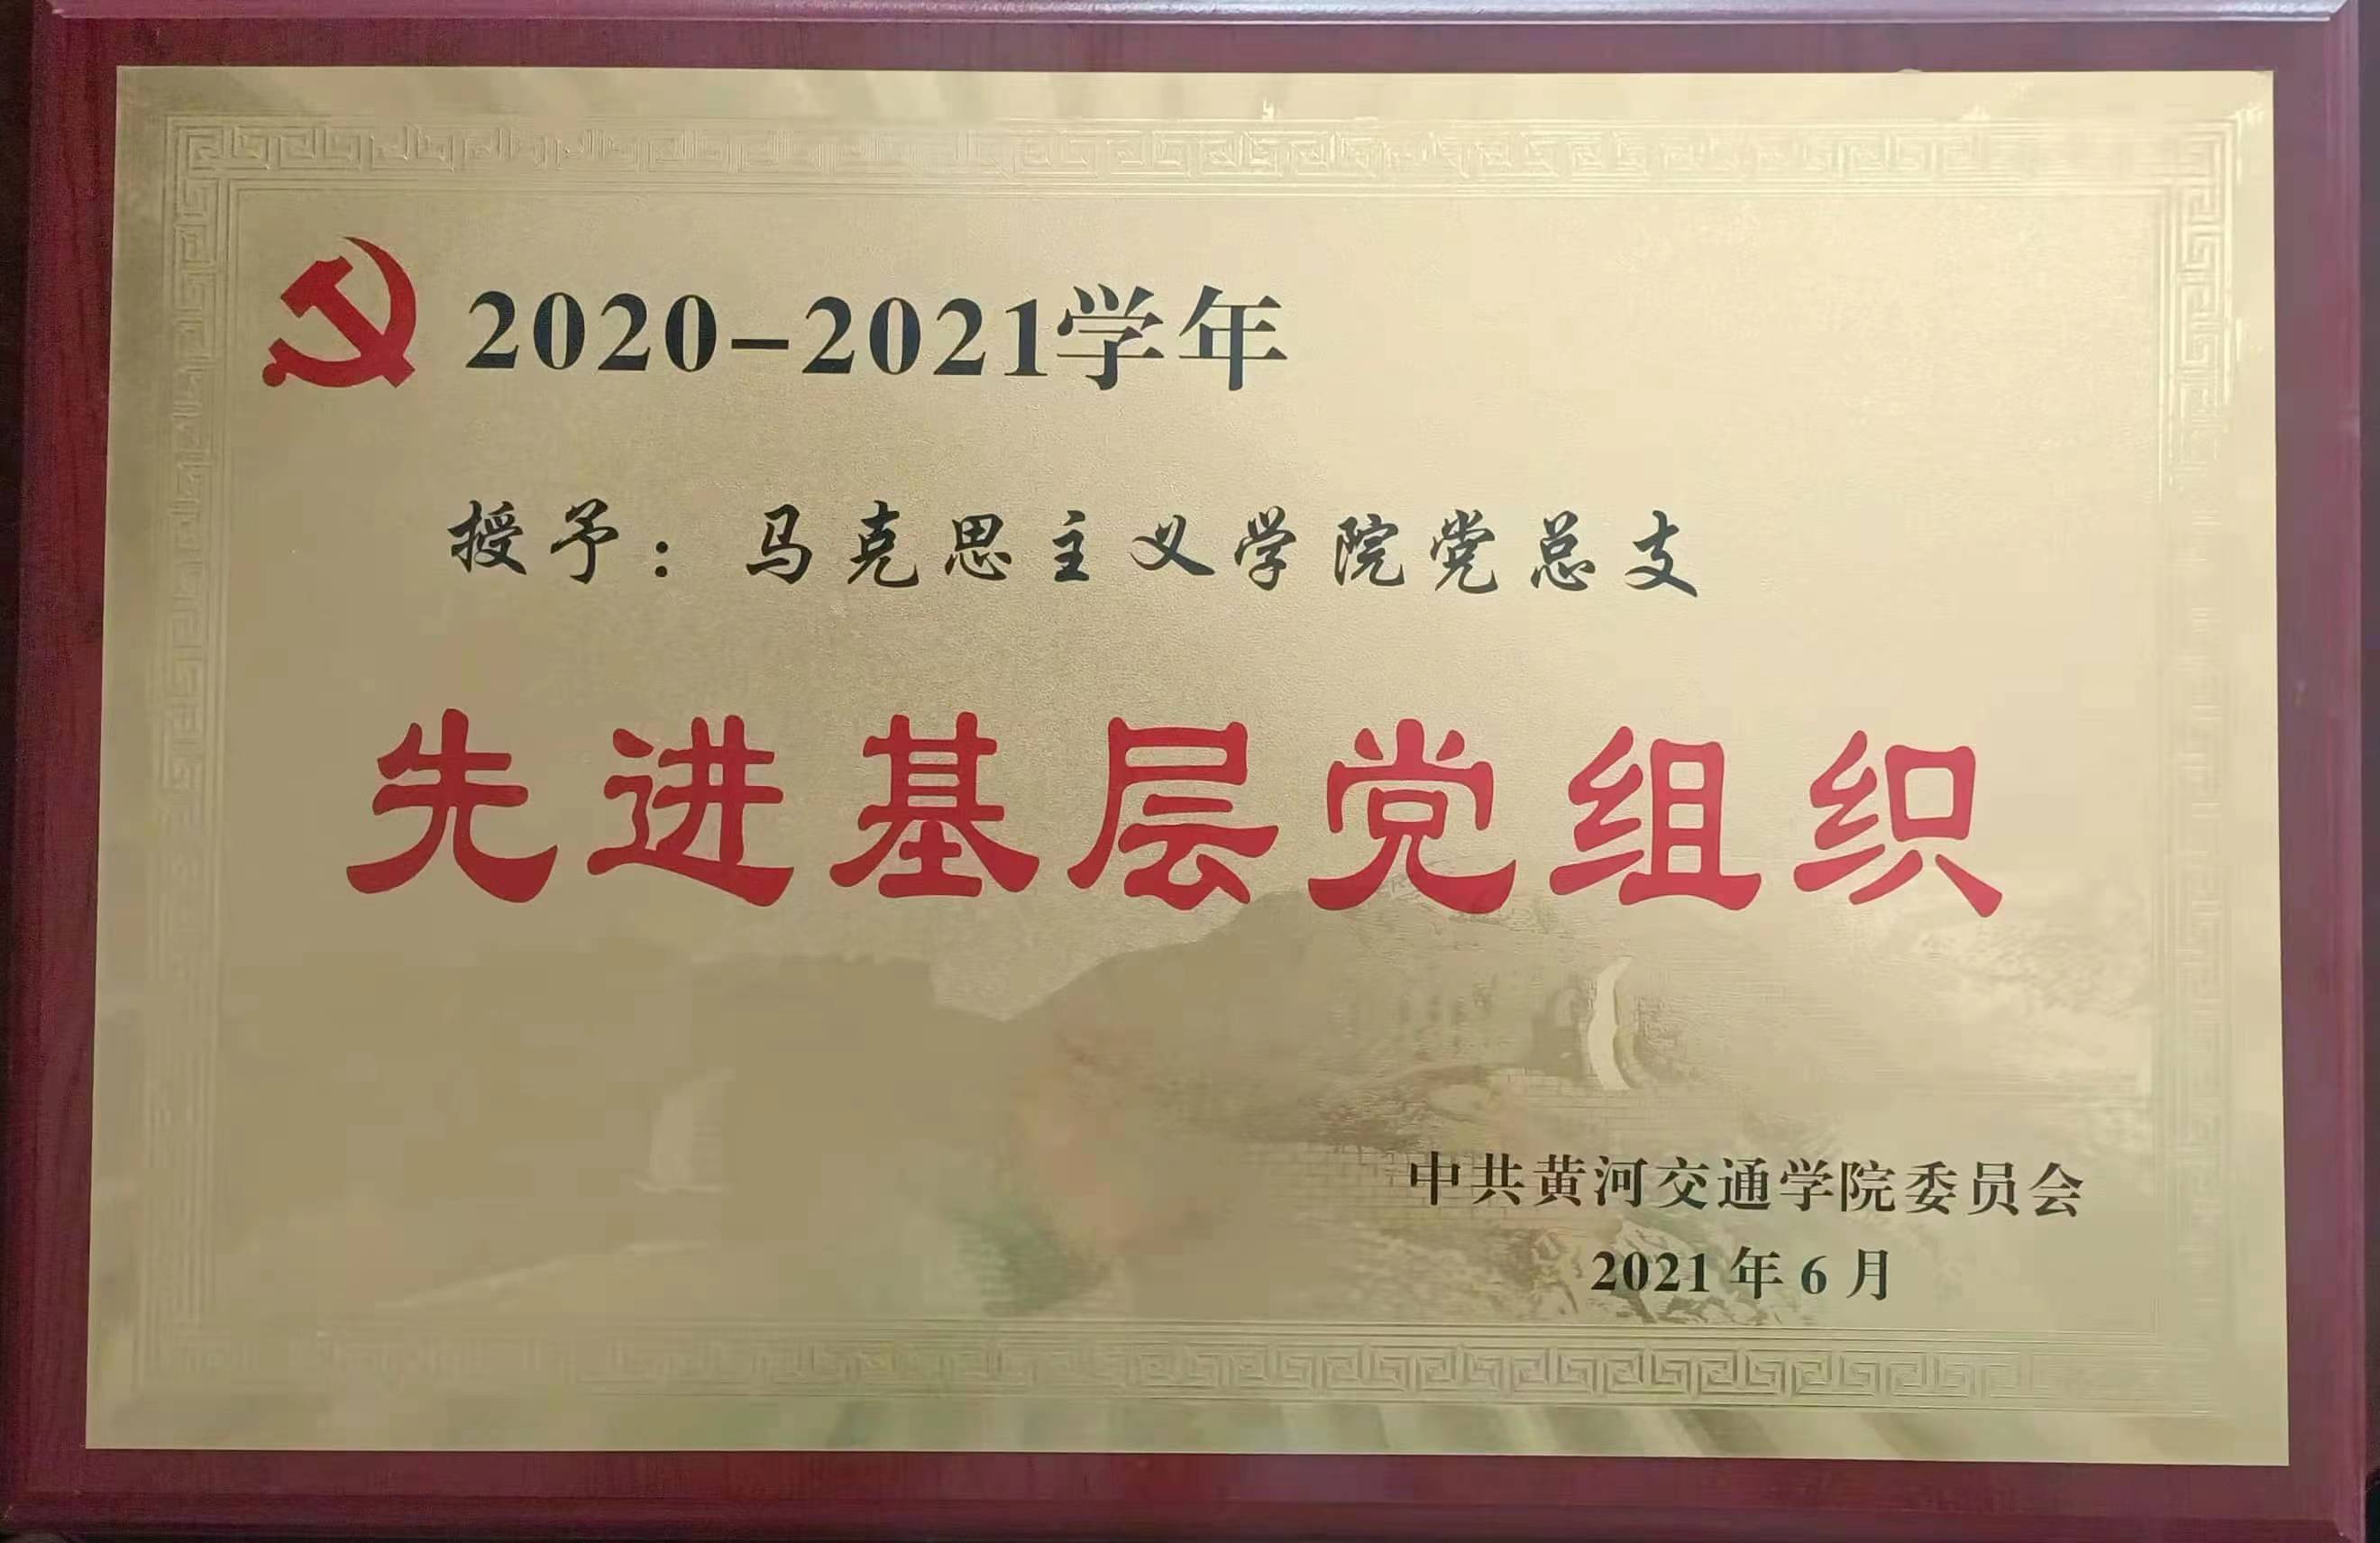 2020-2021学年
授予：马克思主义学院党总支
先进基层党组织
中共黄河交通学院委员会
2021年6月